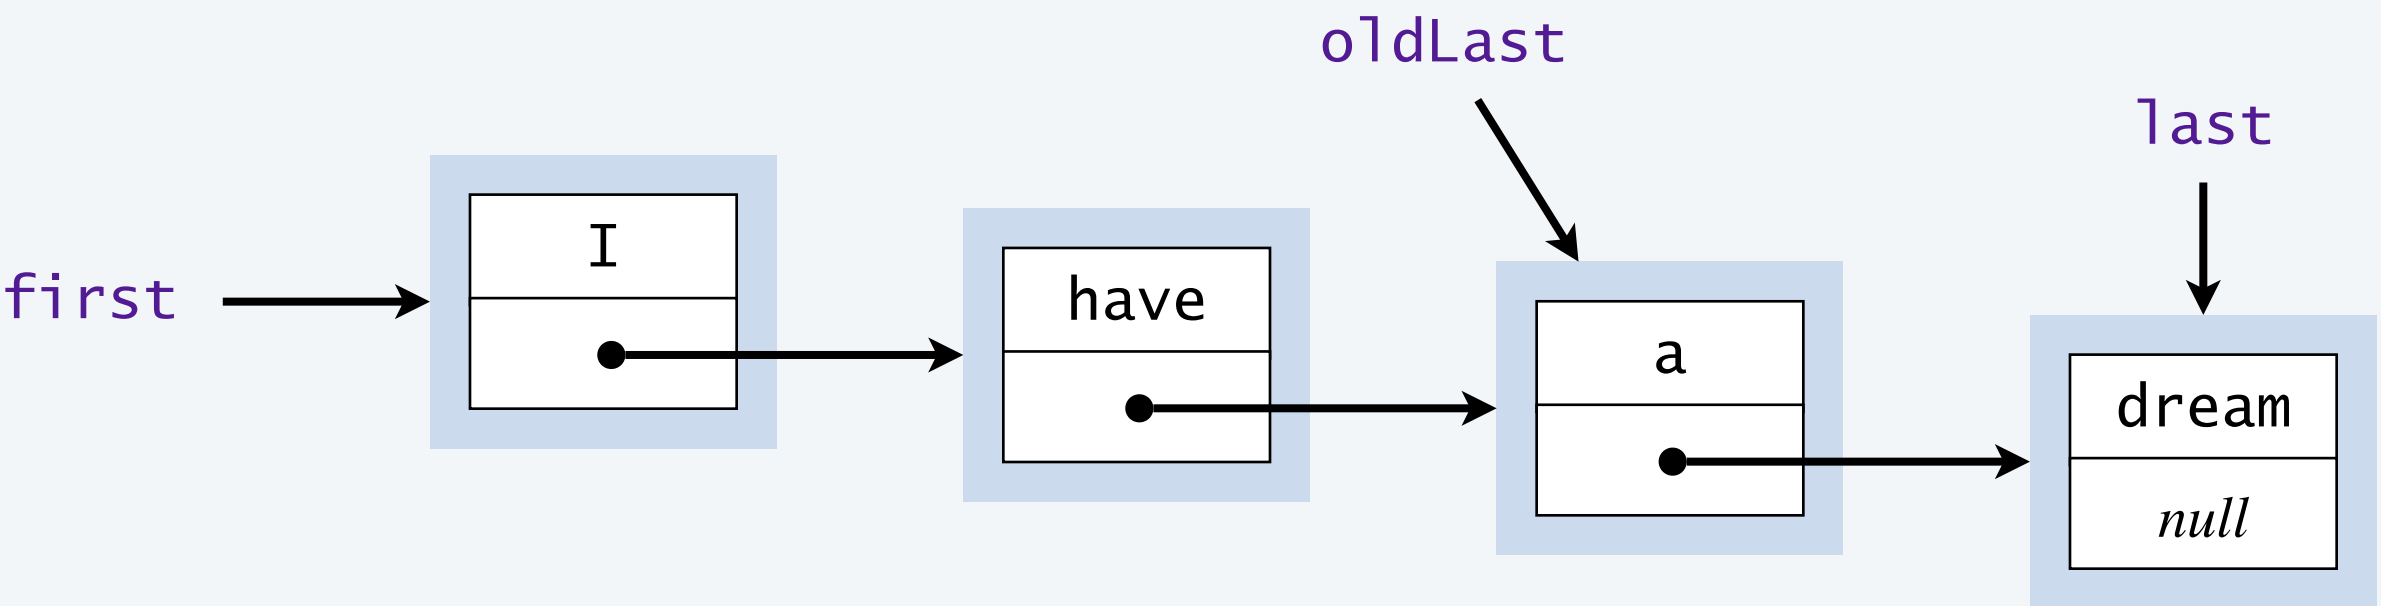 oldLast
last
first
I
have
a
dream
null